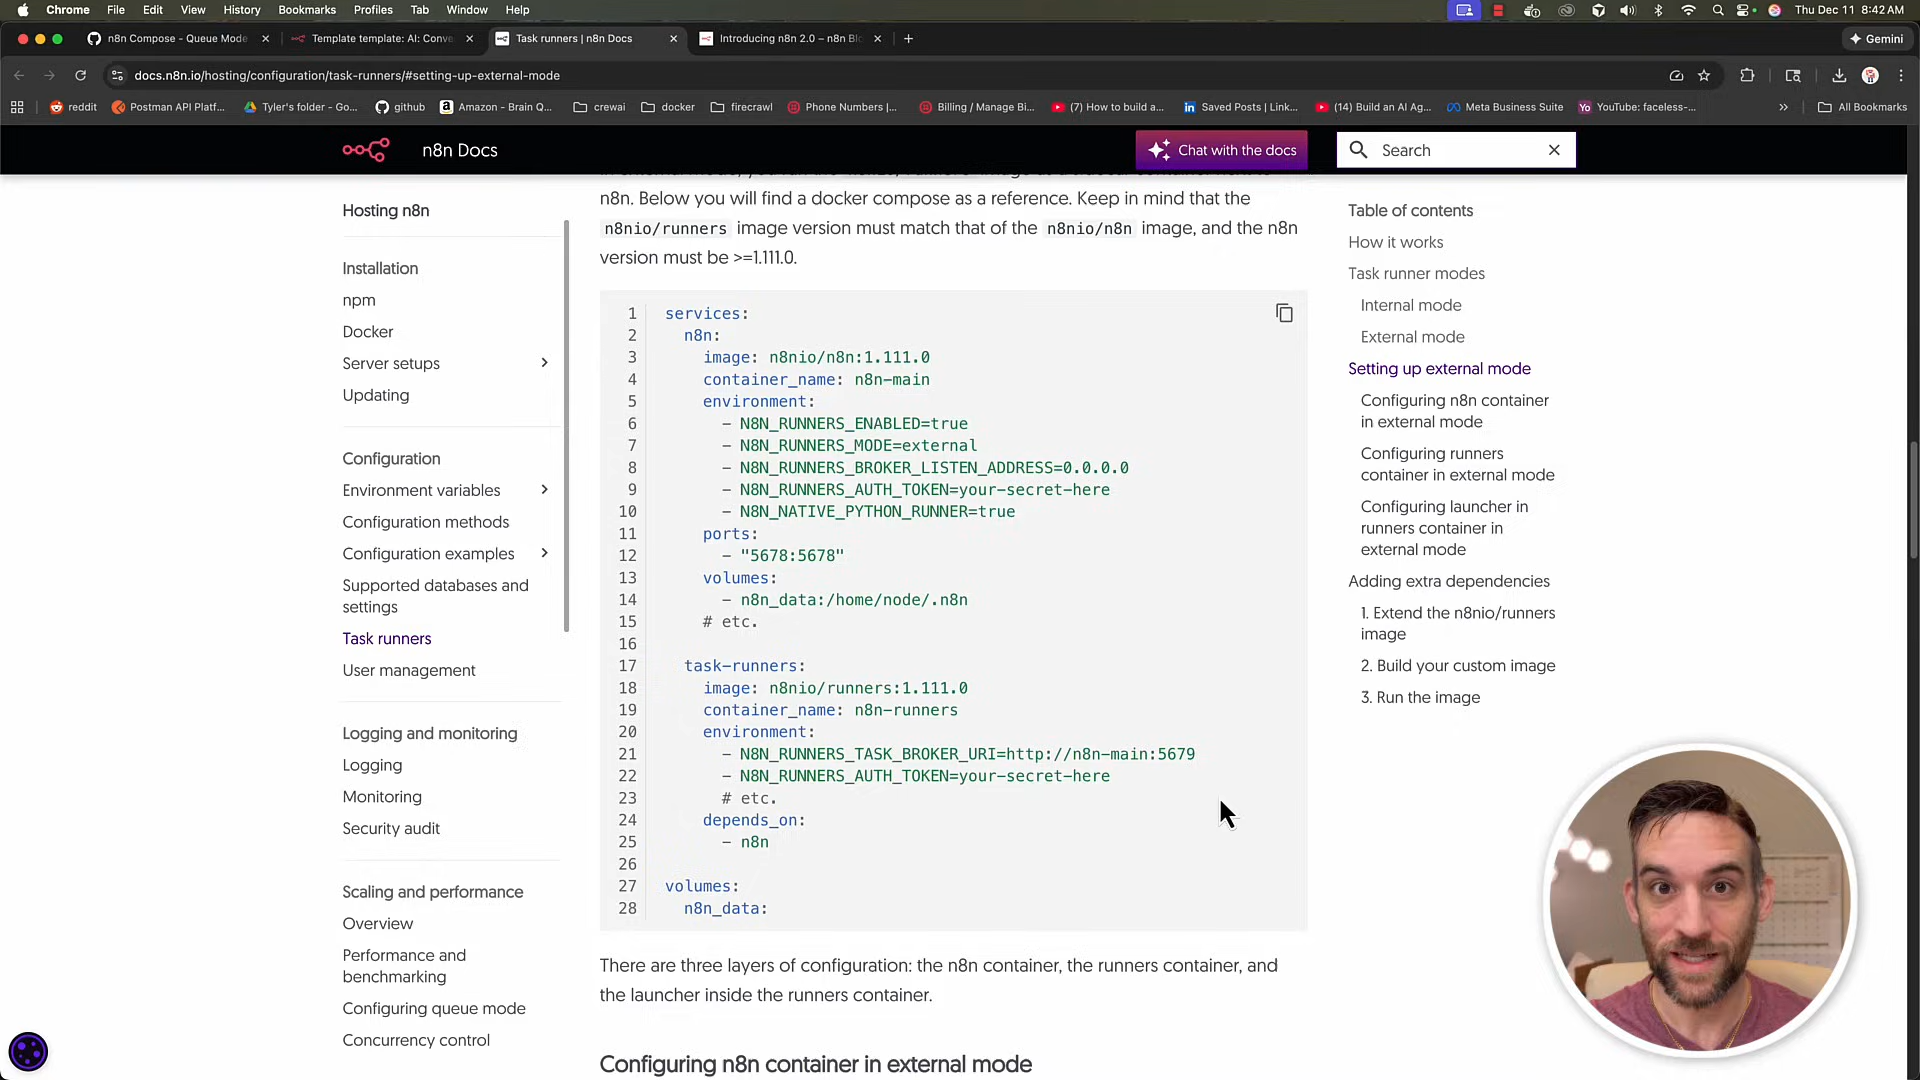 Chrome File Edit View History Bookmarks Profiles Tab Window Help Thu Dec 11 8:42 AM
n8n Compose - Queue Mode Template template: AI: Conve Task runners | n8n Docs Introducing n8n 2.0 – n8n Bl Gemini
docs.n8n.io/hosting/configuration/task-runners/#setting-up-external-mode
reddit Postman API Platf... Tyler's folder - Go... github Amazon - Brain Q... crewai docker firecrawl Phone Numbers |... Billing / Manage Bi... (7) How to build a... Saved Posts | Link... (14) Build an AI Ag... Meta Business Suite YouTube: faceless-... All Bookmarks
n8n Docs Chat with the docs Search
n8n. Below you will find a docker compose as a reference. Keep in mind that the
n8nio/runners image version must match that of the n8nio/n8n image, and the n8n
version must be >=1.111.0.
Hosting n8n
Installation
npm
Docker
Server setups
Updating
Configuration
Environment variables
Configuration methods
Configuration examples
Supported databases and
settings
Task runners
User management
Logging and monitoring
Logging
Monitoring
Security audit
Scaling and performance
Overview
Performance and
benchmarking
Configuring queue mode
Concurrency control
1 services:
2 n8n:
3 image: n8nio/n8n:1.111.0
4 container_name: n8n-main
5 environment:
6 - N8N_RUNNERS_ENABLED=true
7 - N8N_RUNNERS_MODE=external
8 - N8N_RUNNERS_BROKER_LISTEN_ADDRESS=0.0.0.0
9 - N8N_RUNNERS_AUTH_TOKEN=your-secret-here
10 - N8N_NATIVE_PYTHON_RUNNER=true
11 ports:
12 - "5678:5678"
13 volumes:
14 - n8n_data:/home/node/.n8n
15 # etc.
16
17 task-runners:
18 image: n8nio/runners:1.111.0
19 container_name: n8n-runners
20 environment:
21 - N8N_RUNNERS_TASK_BROKER_URI=http://n8n-main:5679
22 - N8N_RUNNERS_AUTH_TOKEN=your-secret-here
23 # etc.
24 depends_on:
25 - n8n
26
27 volumes:
28 n8n_data:
There are three layers of configuration: the n8n container, the runners container, and
the launcher inside the runners container.
Configuring n8n container in external mode
Table of contents
How it works
Task runner modes
Internal mode
External mode
Setting up external mode
Configuring n8n container
in external mode
Configuring runners
container in external mode
Configuring launcher in
runners container in
external mode
Adding extra dependencies
1. Extend the n8nio/runners
image
2. Build your custom image
3. Run the image